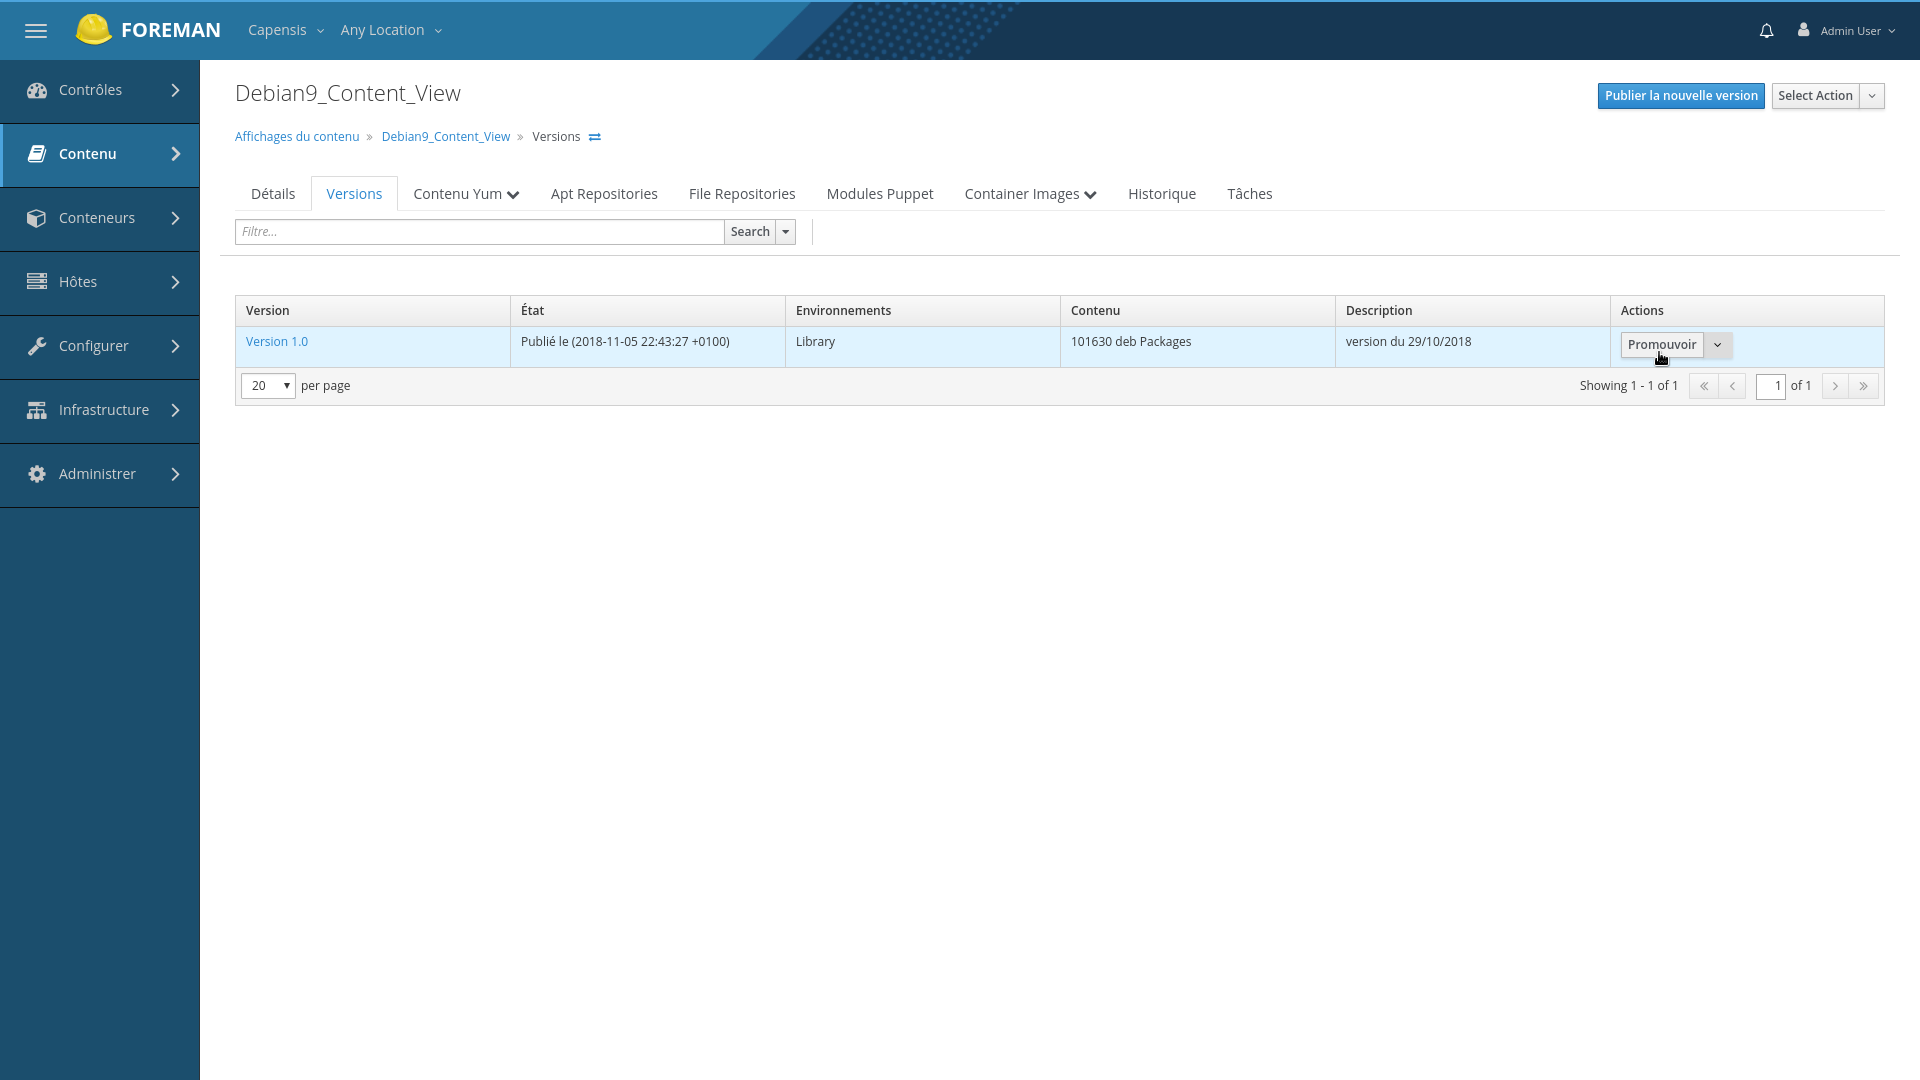 FOREMAN Capensis Any Location Admin User
Contrôles
Contenu
Conteneurs
Hôtes
Configurer
Infrastructure
Administrer
Debian9_Content_View
Publier la nouvelle version Select Action
Affichages du contenu » Debian9_Content_View » Versions
Détails Versions Contenu Yum Apt Repositories File Repositories Modules Puppet Container Images Historique Tâches
Filtre... Search
Version État Environnements Contenu Description Actions
Version 1.0 Publié le (2018-11-05 22:43:27 +0100) Library 101630 deb Packages version du 29/10/2018 Promouvoir
20 per page Showing 1 - 1 of 1 « ‹ 1 of 1 › »